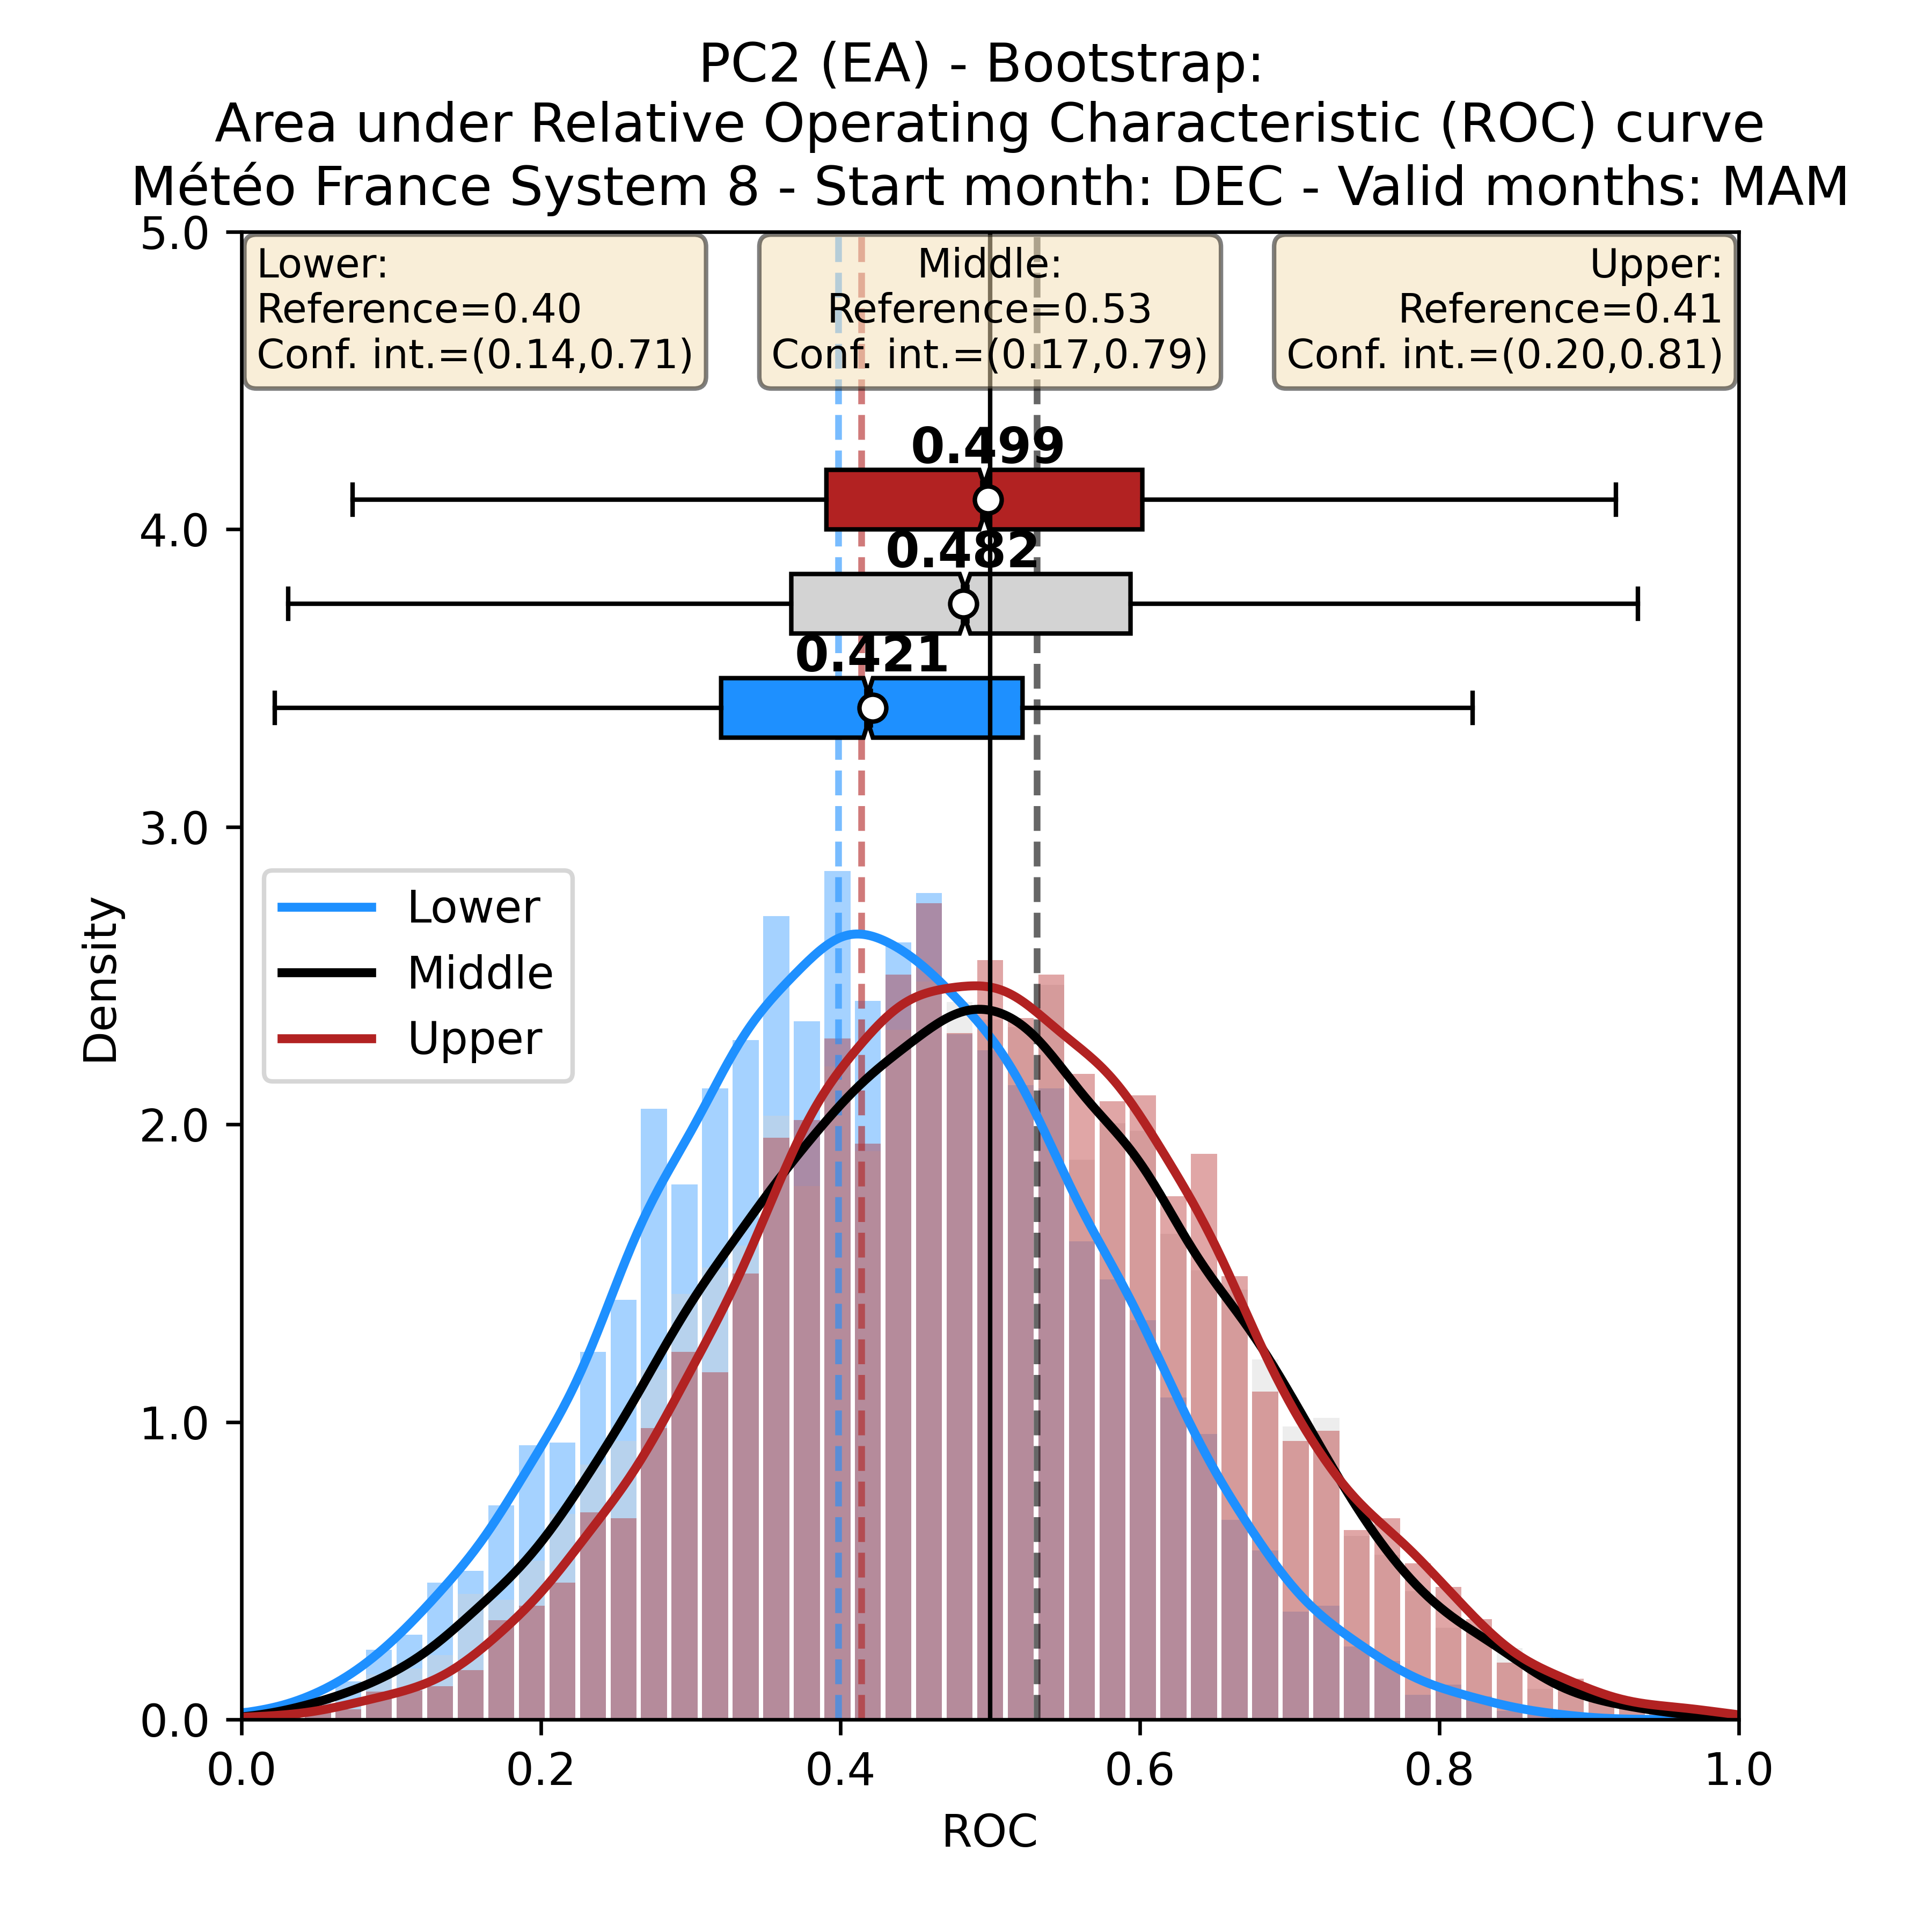 PC2 (EA) - Bootstrap:
Area under Relative Operating Characteristic (ROC) curve
Météo France System 8 - Start month: DEC - Valid months: MAM
Lower:
Reference=0.40
Conf. int.=(0.14,0.71)
Middle:
Reference=0.53
Conf. int.=(0.17,0.79)
Upper:
Reference=0.41
Conf. int.=(0.20,0.81)
0.499
0.482
0.421
Lower
Middle
Upper
Density
5.0
4.0
3.0
2.0
1.0
0.0
0.0 0.2 0.4 0.6 0.8 1.0
ROC